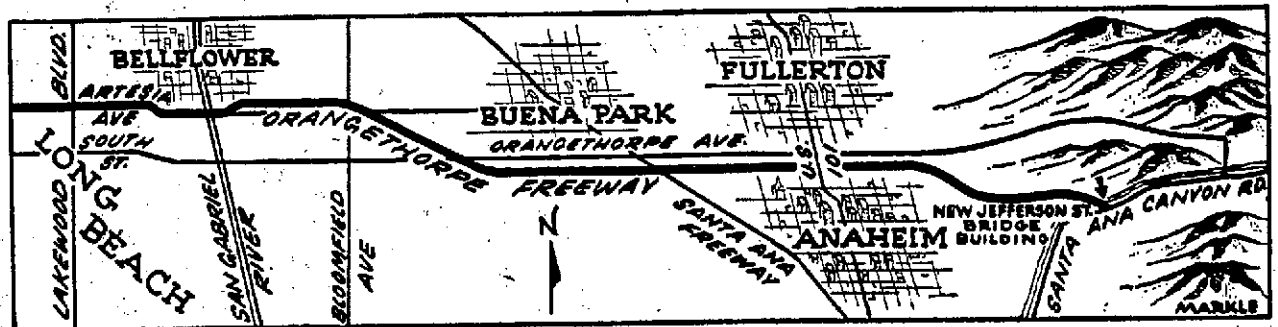 BELLFLOWER
FULLERTON
BUENA PARK
LAKEWOOD BLVD.
ARTESIA
AVE
SOUTH
ST.
LONG
BEACH
ORANGETHORPE FREEWAY
ORANGETHORPE AVE.
U.S.
101
SAN GABRIEL
RIVER
BLOOMFIELD
AVE
N
SANTA ANA
FREEWAY
ANAHEIM
NEW JEFFERSON ST.
BRIDGE
BUILDING
SANTA ANA CANYON RD.
MARKLE